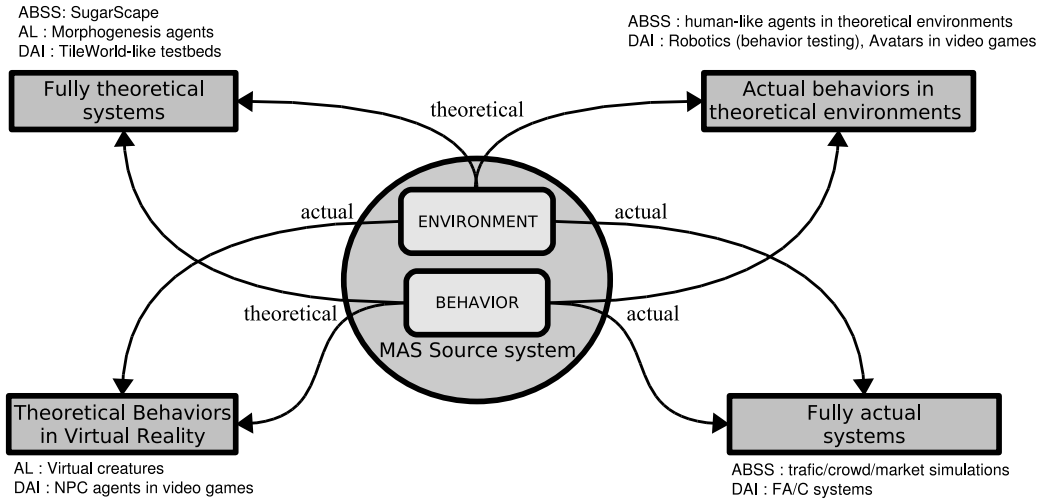 ABSS: SugarScape
AL : Morphogenesis agents
DAI : TileWorld-like testbeds
Fully theoretical
systems
ABSS : human-like agents in theoretical environments
DAI : Robotics (behavior testing), Avatars in video games
Actual behaviors in
theoretical environments
theoretical
actual
ENVIRONMENT
actual
theoretical
BEHAVIOR
actual
MAS Source system
Theoretical Behaviors
in Virtual Reality
AL : Virtual creatures
DAI : NPC agents in video games
Fully actual
systems
ABSS : trafic/crowd/market simulations
DAI : FA/C systems